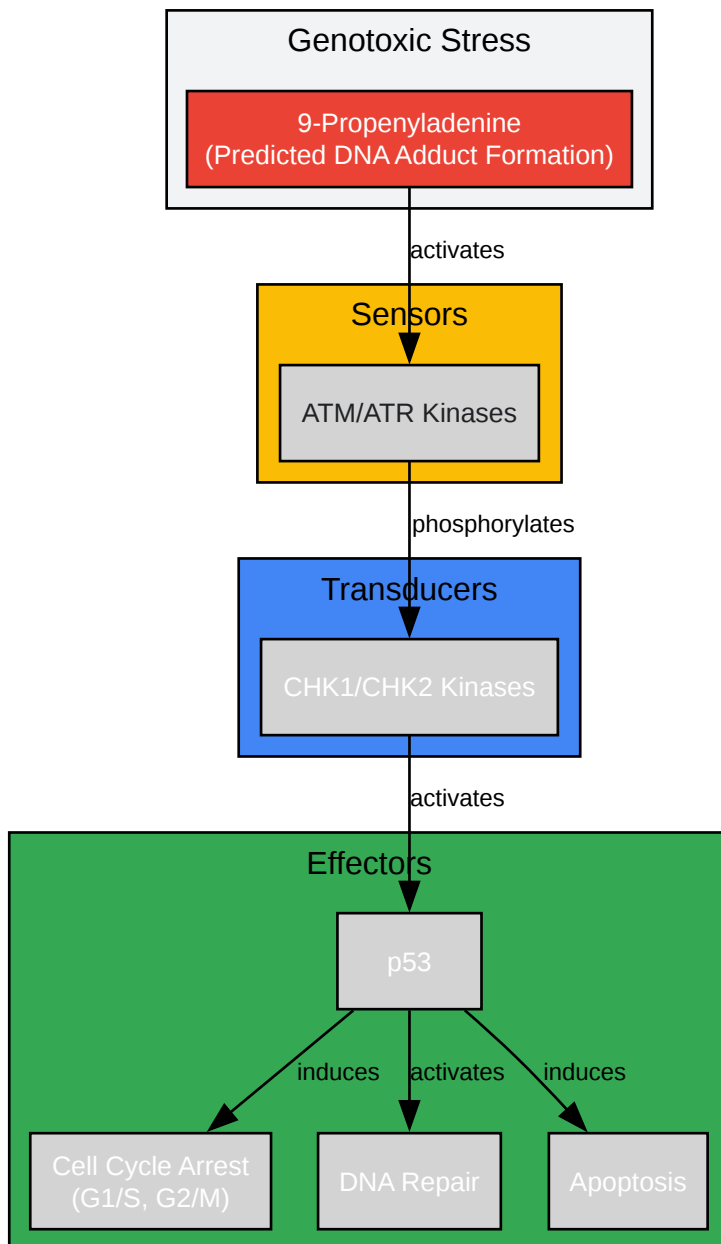 Genotoxic Stress
9-Propenyladenine
(Predicted DNA Adduct Formation)
activates
Sensors
ATM/ATR Kinases
phosphorylates
Transducers
CHK1/CHK2 Kinases
activates
Effectors
p53
induces
activates
induces
Cell Cycle Arrest
(G1/S, G2/M)
DNA Repair
Apoptosis